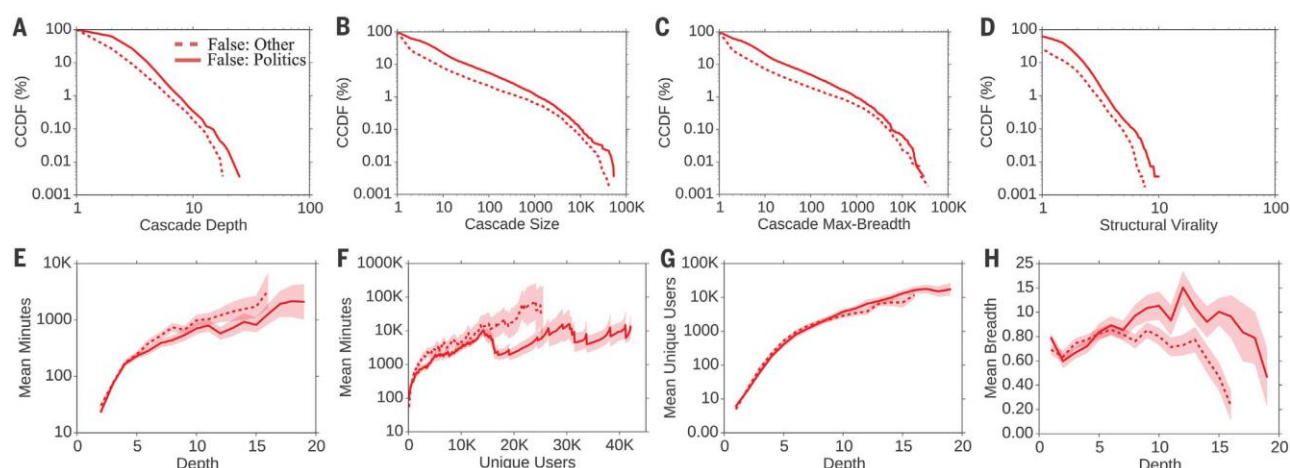 A
CCDF (%)
100
10
1
0.10
0.01
0.001
1
10
100
Cascade Depth
False: Other
False: Politics
B
CCDF (%)
100
10
1
0.10
0.01
0.001
1
10
100
1000
10K
100K
Cascade Size
C
CCDF (%)
100
10
1
0.10
0.01
0.001
1
10
100
1000
10K
100K
Cascade Max-Breadth
D
CCDF (%)
100
10
1
0.10
0.01
0.001
1
10
100
Structural Virality
E
Mean Minutes
10K
1000
100
10
0
5
10
15
20
Depth
F
Mean Minutes
1000K
100K
10K
1000
100
10
0
10K
20K
30K
40K
Unique Users
G
Mean Unique Users
1000K
100K
10K
1000
10
0.00
0
5
10
15
20
Depth
H
Mean Breadth
25
15
10
0.80
0.60
0.40
0.20
0.00
0
5
10
15
20
Depth